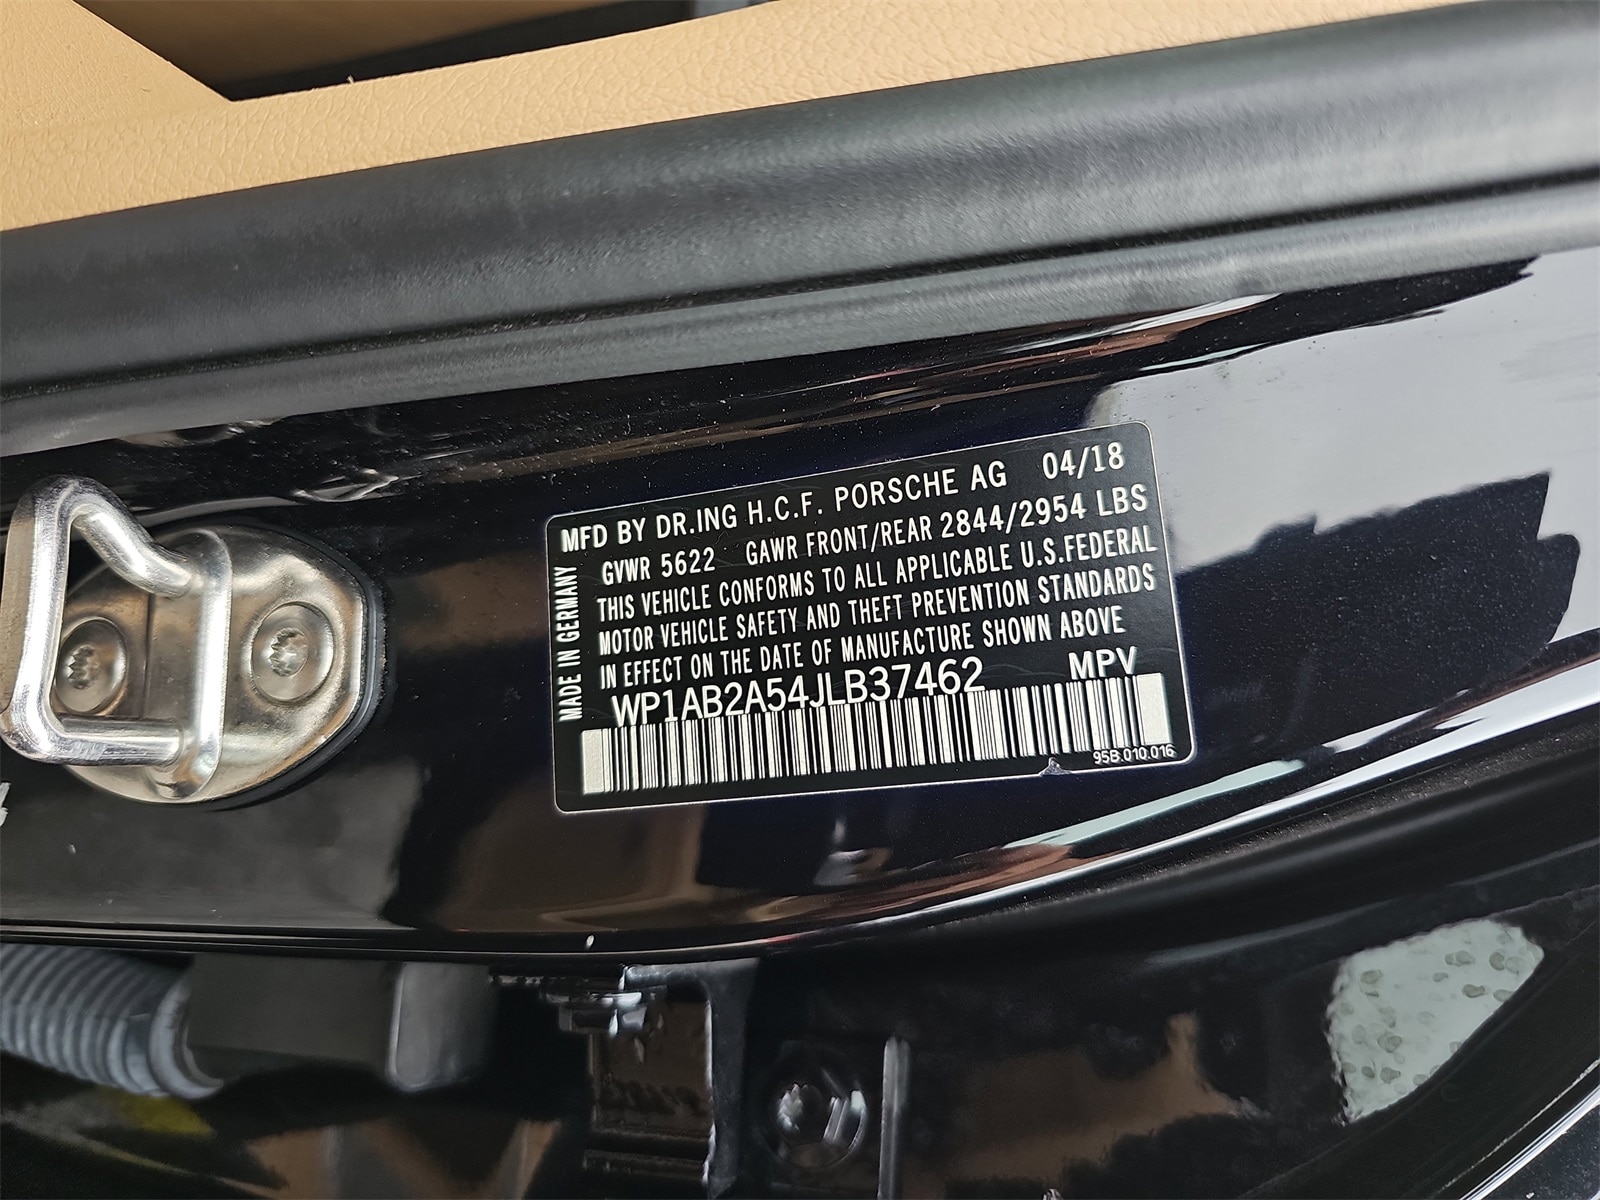 MFD BY DR.ING H.C.F. PORSCHE AG 04/18
GVWR 5622 GAWR FRONT/REAR 2844/2954 LBS
THIS VEHICLE CONFORMS TO ALL APPLICABLE U.S.FEDERAL
MOTOR VEHICLE SAFETY AND THEFT PREVENTION STANDARDS
IN EFFECT ON THE DATE OF MANUFACTURE SHOWN ABOVE
WP1AB2A54JLB37462 MPV
95B.010.016
MADE IN GERMANY